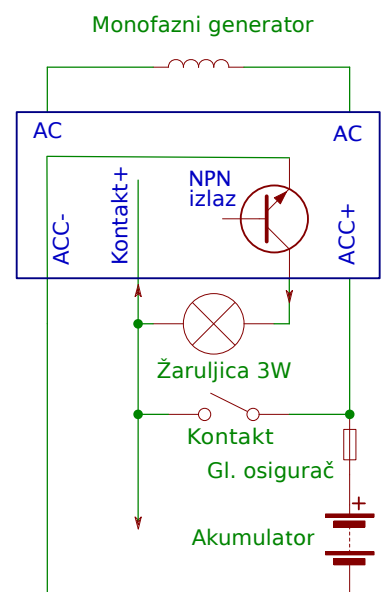 Monofazni generator
AC
AC
ACC-
Kontakt+
NPN
izlaz
ACC+
Žaruljica 3W
Kontakt
Gl. osigurač
+
Akumulator